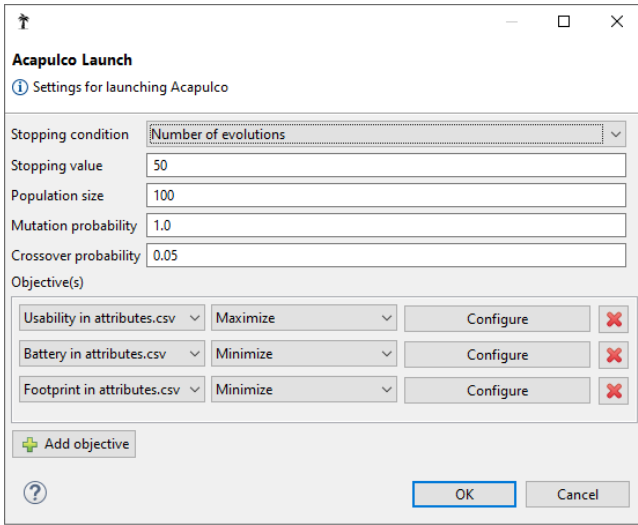 Acapulco Launch
Settings for launching Acapulco
Stopping condition Number of evolutions
Stopping value 50
Population size 100
Mutation probability 1.0
Crossover probability 0.05
Objective(s)
Usability in attributes.csv Maximize Configure
Battery in attributes.csv Minimize Configure
Footprint in attributes.csv Minimize Configure
Add objective
? OK Cancel